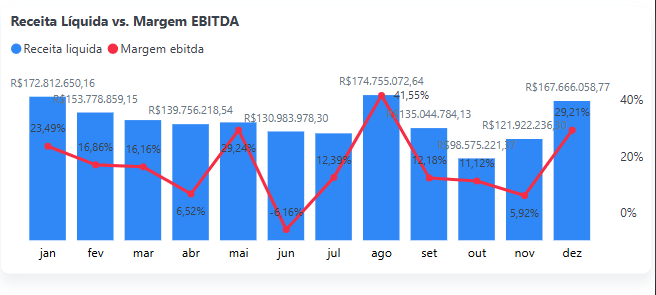 Receita Líquida vs. Margem EBITDA
Receita liquida Margem ebitda
R$172.812.650,16
R$153.778.859,15
R$139.756.218,54
R$130.983.978,30
R$174.755.072,64
R$135.044.784,13
R$98.575.221,
R$121.922.236,
R$167.666.058,77
23,49%
16,86%
16,16%
6,52%
29,24%
-6,16%
12,39%
41,55%
12,18%
11,12%
5,92%
29,21%
40%
20%
0%
jan fev mar abr mai jun jul ago set out nov dez